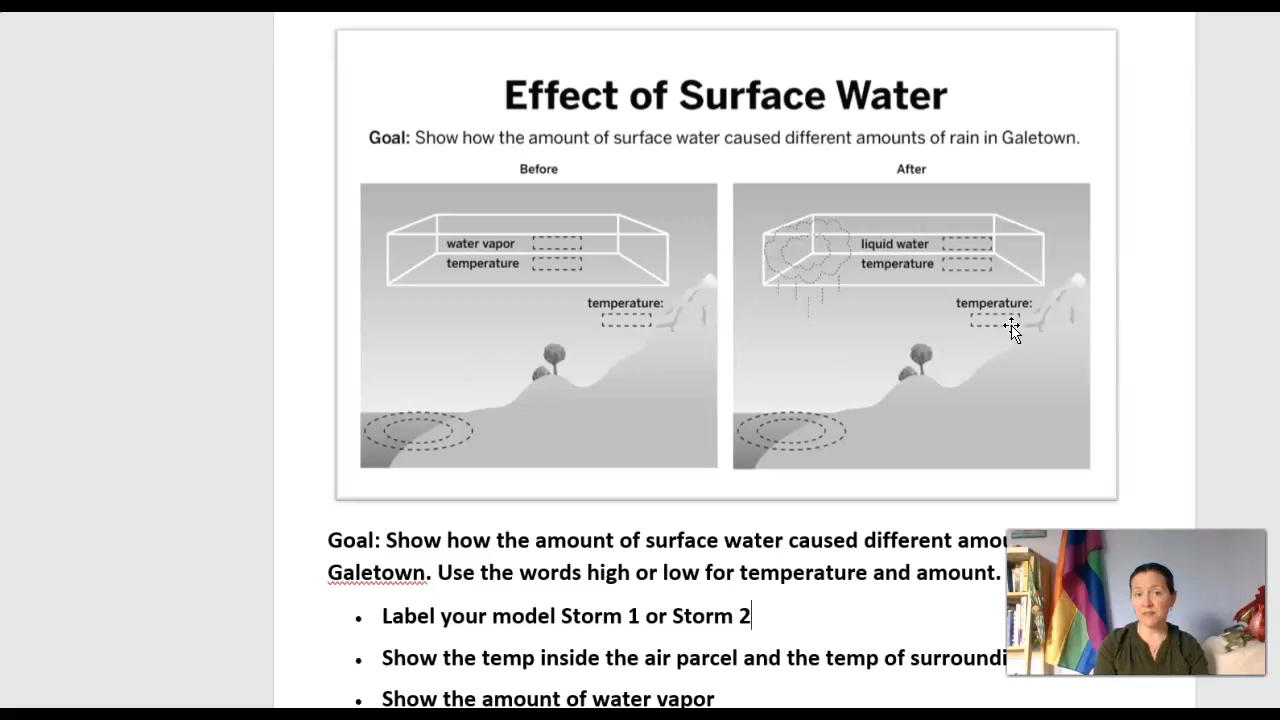 Effect of Surface Water
Goal: Show how the amount of surface water caused different amounts of rain in Galetown.
Before
After
water vapor
temperature
temperature:
liquid water
temperature
temperature:
Goal: Show how the amount of surface water caused different
Galetown. Use the words high or low for temperature and amount.
• Label your model Storm 1 or Storm 2
• Show the temp inside the air parcel and the temp of
• Show the amount of water vapor